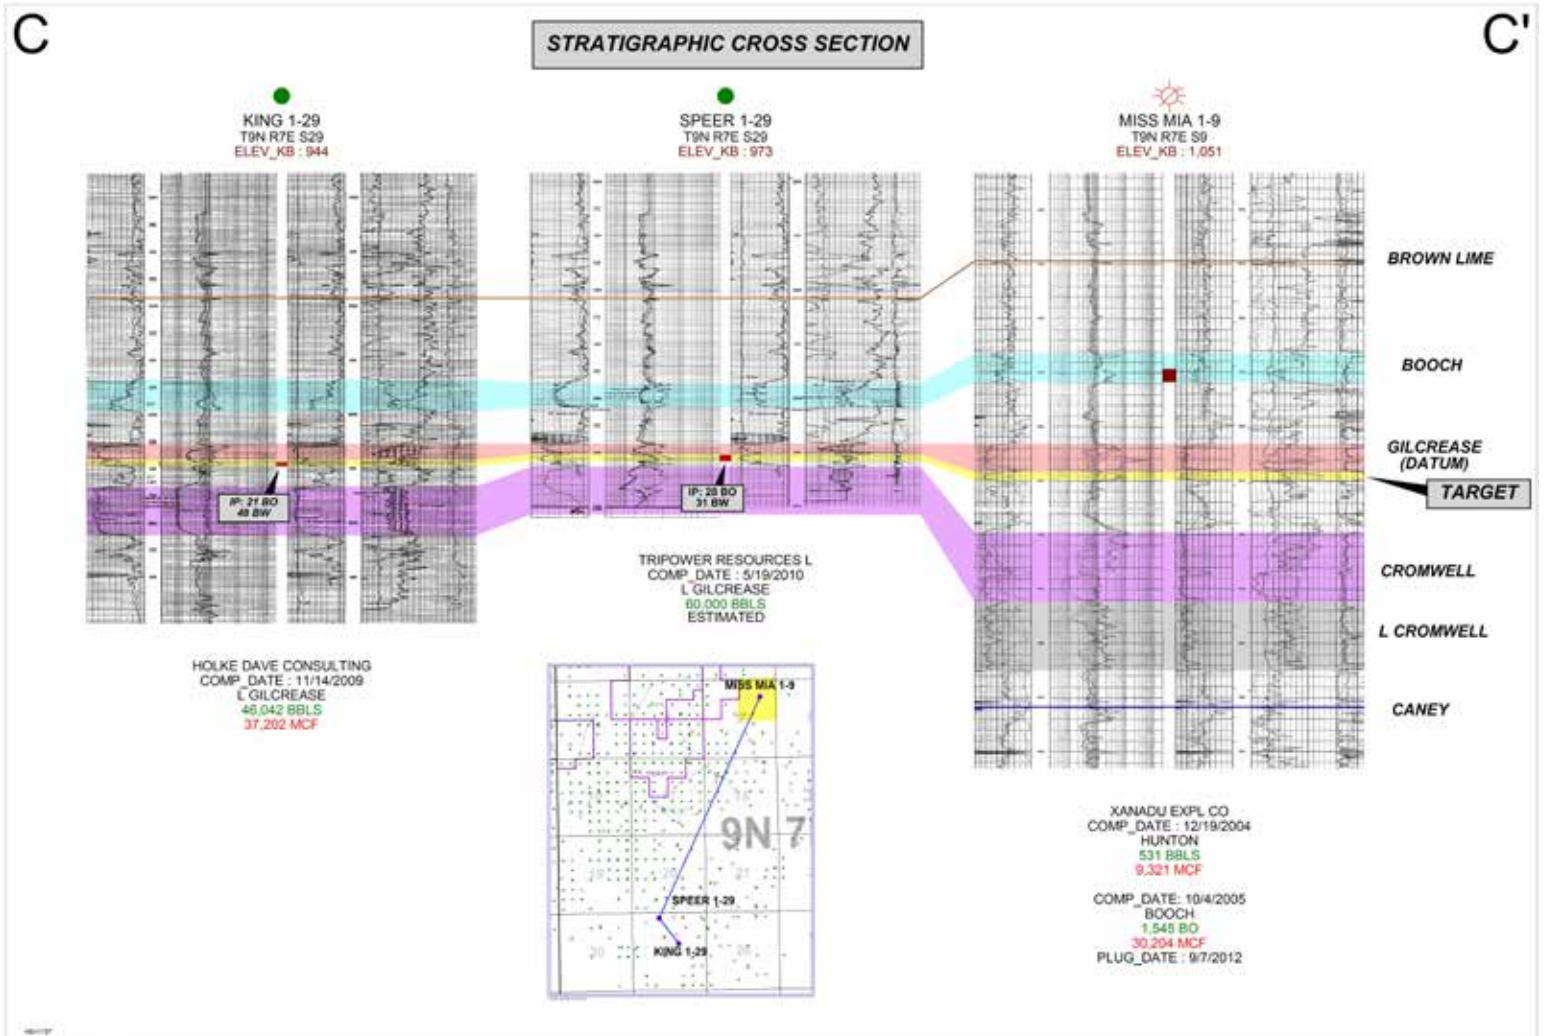 C
C'
STRATIGRAPHIC CROSS SECTION
KING 1-29
T9N R7E S29
ELEV_KB : 944
SPEER 1-29
T9N R7E S29
ELEV_KB : 973
MISS MIA 1-9
T9N R7E S9
ELEV_KB : 1,051
BROWN LIME
BOOCH
GILCREASE
(DATUM)
TARGET
CROMWELL
L CROMWELL
CANEY
IP: 21 BO
48 BW
IP: 28 BO
31 BW
HOLKE DAVE CONSULTING
COMP_DATE : 11/14/2009
L GILCREASE
46,042 BBLS
37,202 MCF
TRIPOWER RESOURCES L
COMP_DATE : 5/19/2010
L GILCREASE
60,000 BBLS
ESTIMATED
MISS MIA 1-9
9N 7
19
21
SPEER 1-29
30
KING 1-29
XANADU EXPL CO
COMP_DATE : 12/19/2004
HUNTON
531 BBLS
9,321 MCF
COMP_DATE: 10/4/2005
BOOCH
1,545 BO
30,204 MCF
PLUG_DATE : 9/7/2012